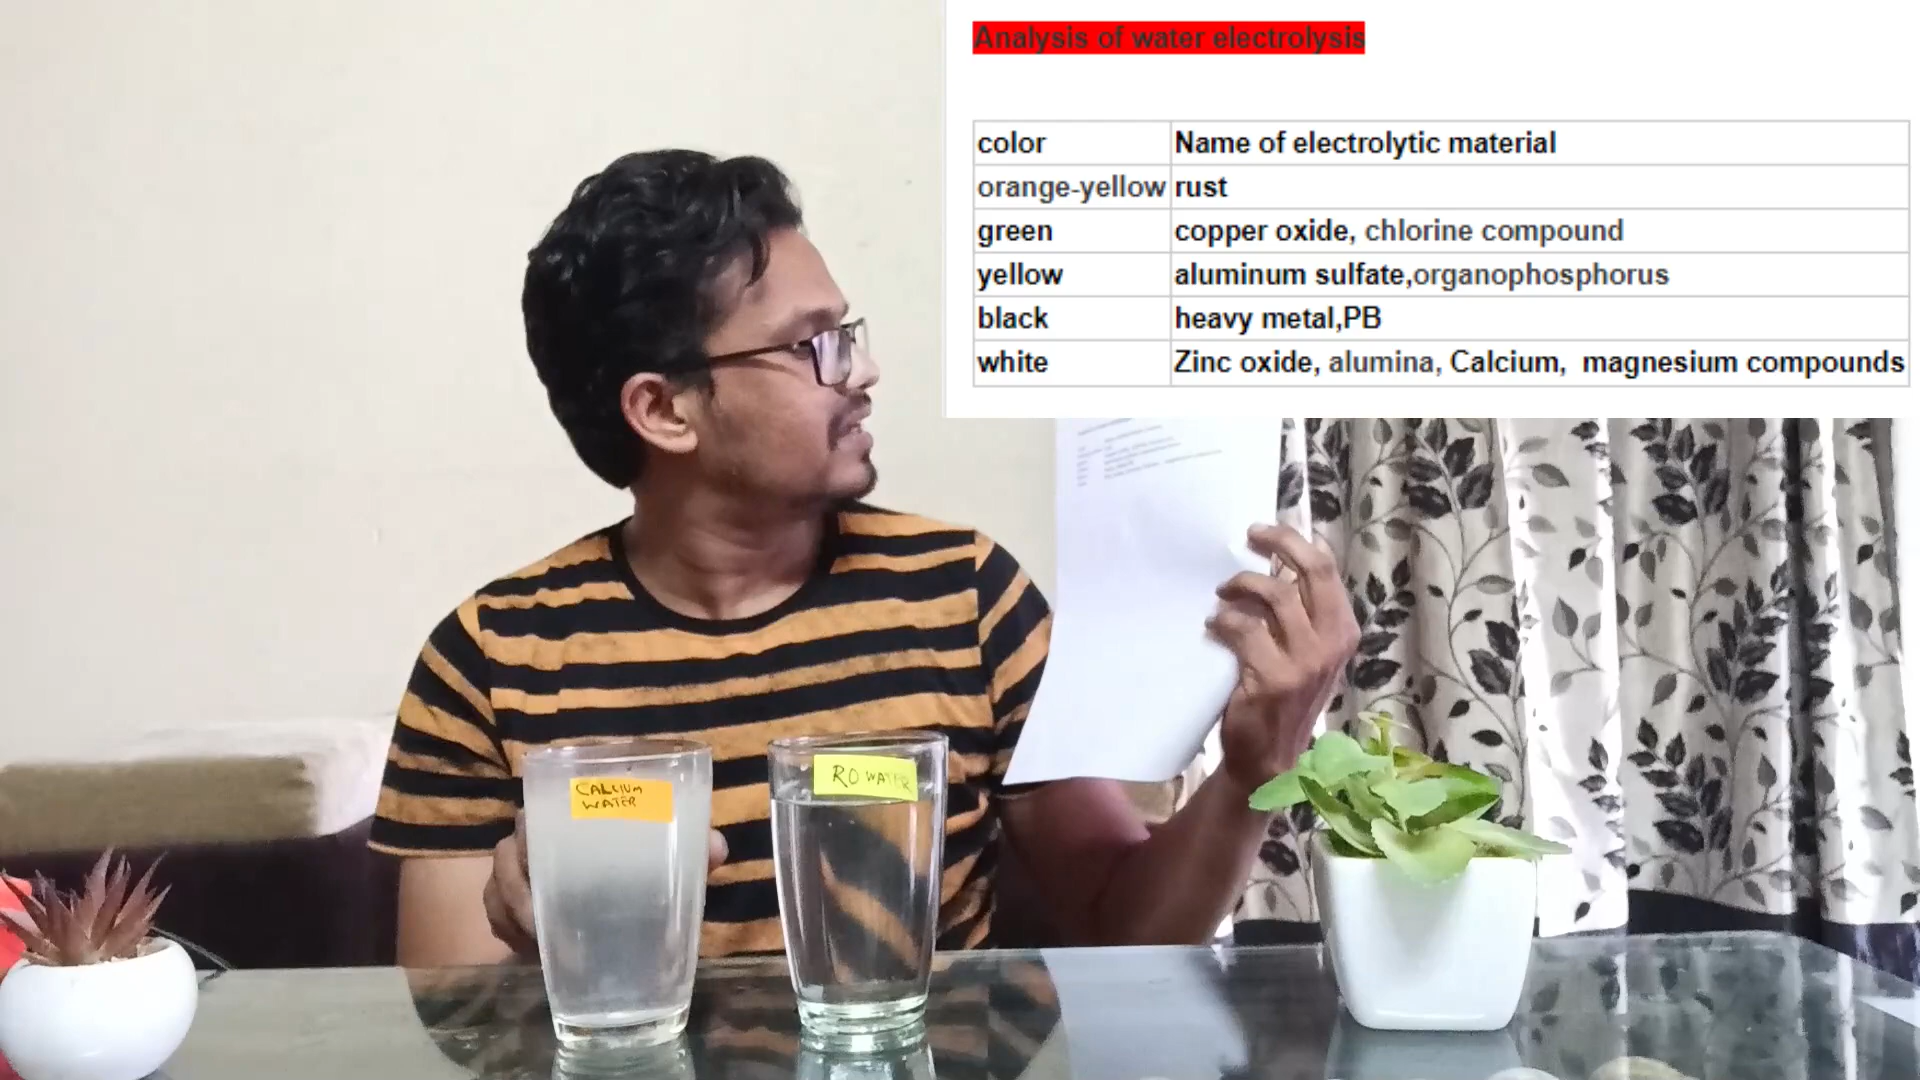 Analysis of water electrolysis
color Name of electrolytic material
orange-yellow rust
green copper oxide, chlorine compound
yellow aluminum sulfate,organophosphorus
black heavy metal,PB
white Zinc oxide, alumina, Calcium, magnesium compounds
CALCIUM
WATER
RO WATER